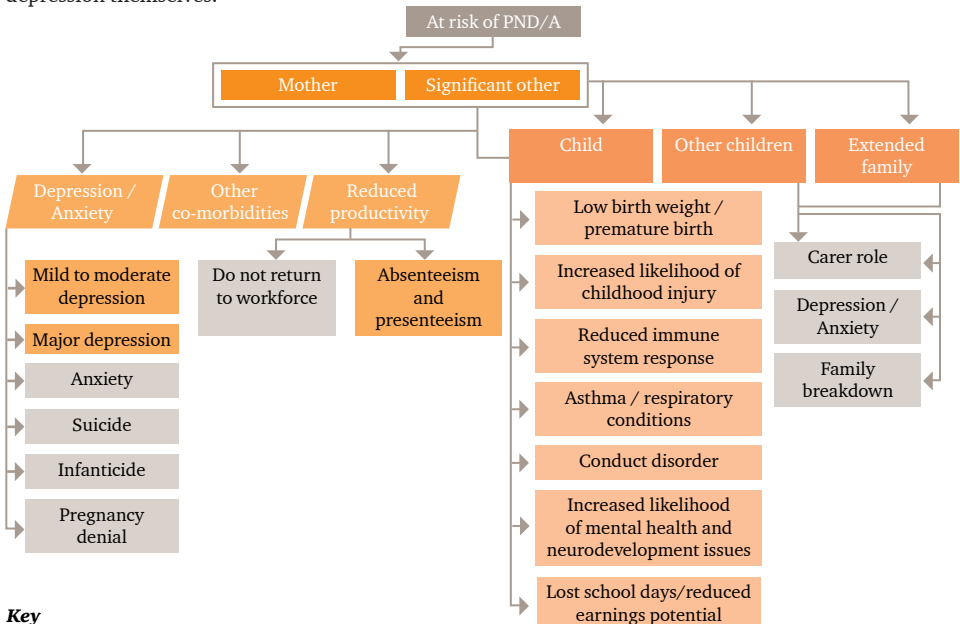 depression themselves.
At risk of PND/A
Mother
Significant other
Child
Other children
Extended
family
Depression /
Anxiety
Other
co-morbidities
Reduced
productivity
Mild to moderate
depression
Major depression
Anxiety
Suicide
Infanticide
Pregnancy
denial
Do not return
to workforce
Absenteeism
and
presenteeism
Low birth weight /
premature birth
Increased likelihood of
childhood injury
Reduced immune
system response
Asthma / respiratory
conditions
Conduct disorder
Increased likelihood
of mental health and
neurodevelopment issues
Lost school days/reduced
earnings potential
Carer role
Depression /
Anxiety
Family
breakdown
Key